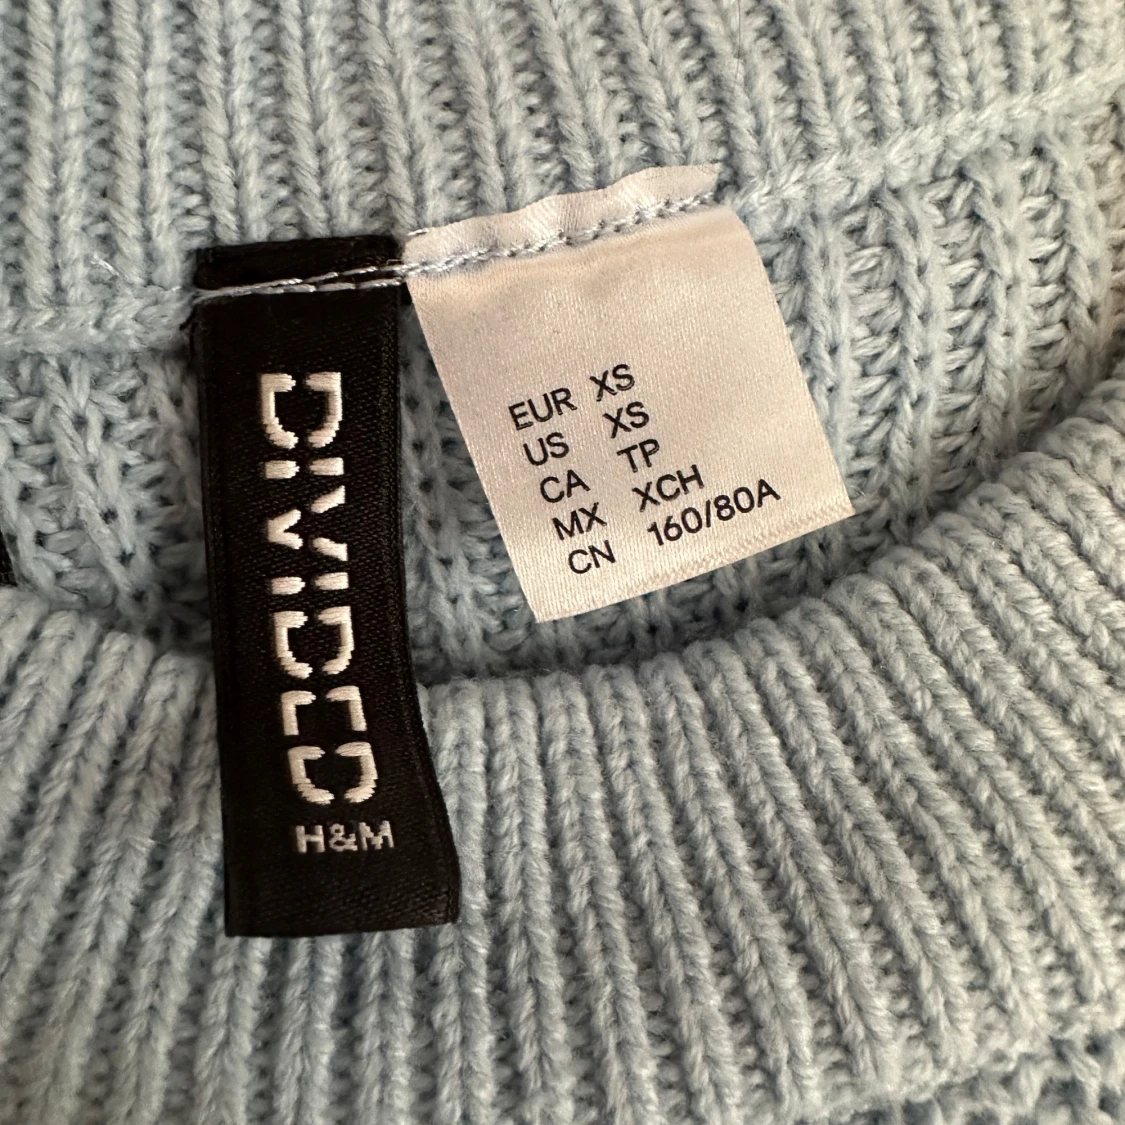 DIVIDED
H&M
EUR XS
US XS
CA TP
MX XCH
CN 160/80A